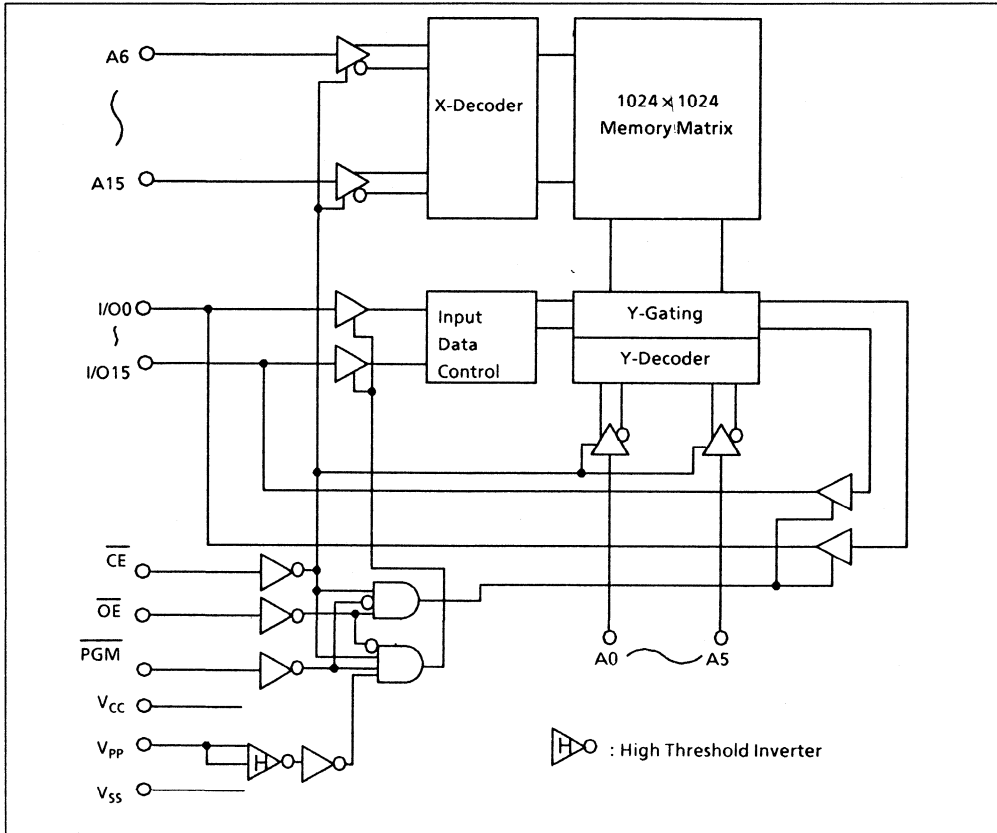 A6
X-Decoder
1024 x 1024
Memory Matrix
A15
I/O0
Input
Data
Control
Y-Gating
Y-Decoder
I/O15
CE
OE
PGM
A0
A5
VCC
VPP
H
H
: High Threshold Inverter
VSS